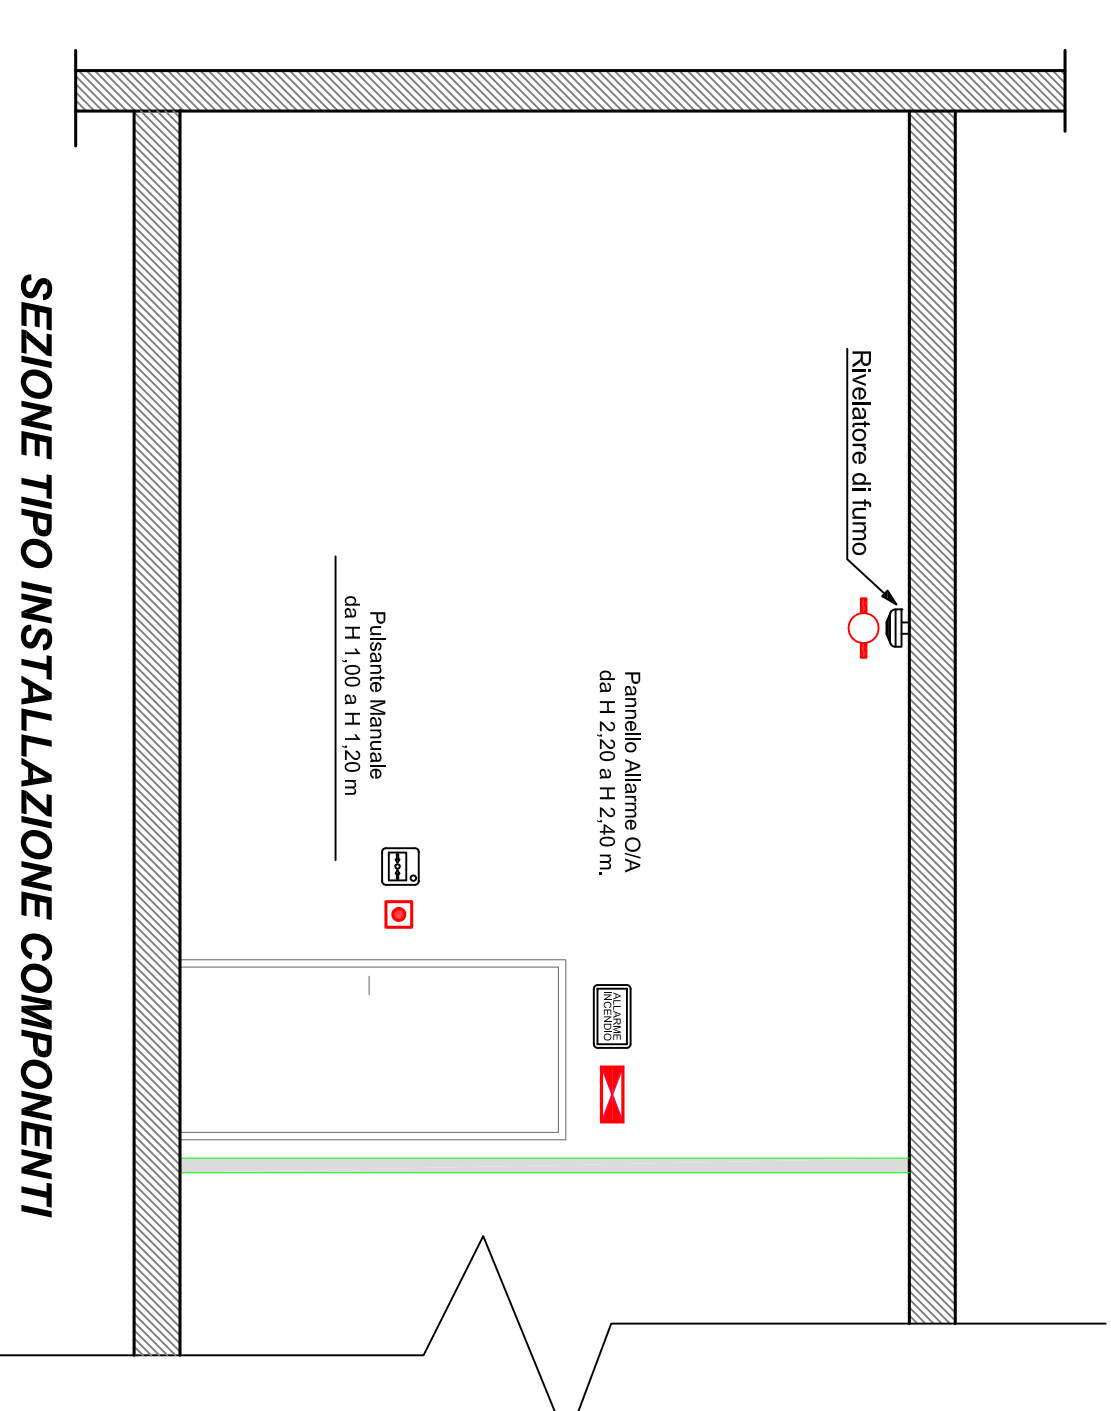 Rivelatore di fumo
Pannello Allarme O/A
da H 2,20 a H 2,40 m.
ALLARME
INCENDIO
Pulsante Manuale
da H 1,00 a H 1,20 m
SEZIONE TIPO INSTALLAZIONE COMPONENTI